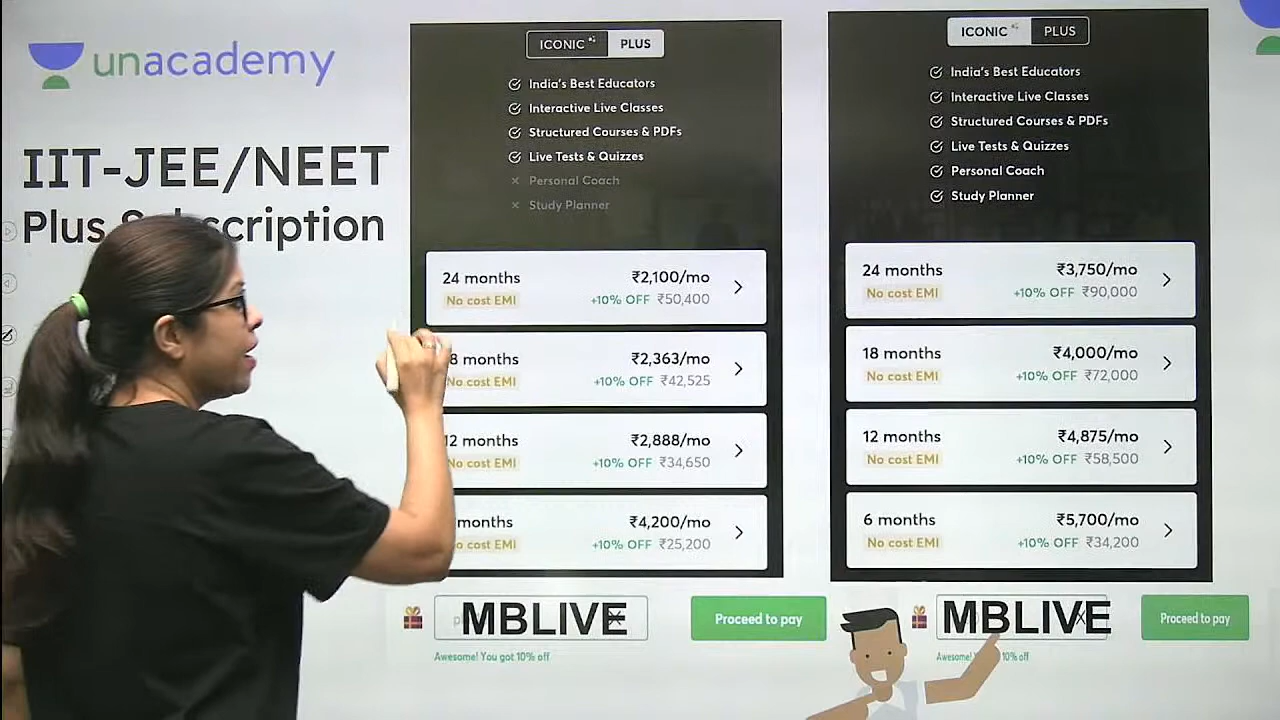 unacademy
IIT-JEE/NEET
Plus Subscription
ICONIC PLUS
India's Best Educators
Interactive Live Classes
Structured Courses & PDFs
Live Tests & Quizzes
Personal Coach
Study Planner
24 months ₹2,100/mo
No cost EMI +10% OFF ₹50,400
8 months ₹2,363/mo
No cost EMI +10% OFF ₹42,525
12 months ₹2,888/mo
No cost EMI +10% OFF ₹34,650
months ₹4,200/mo
cost EMI +10% OFF ₹25,200
MBLIVE Proceed to pay
Awesome! You got 10% off
ICONIC PLUS
India's Best Educators
Interactive Live Classes
Structured Courses & PDFs
Live Tests & Quizzes
Personal Coach
Study Planner
24 months ₹3,750/mo
No cost EMI +10% OFF ₹90,000
18 months ₹4,000/mo
No cost EMI +10% OFF ₹72,000
12 months ₹4,875/mo
No cost EMI +10% OFF ₹58,500
6 months ₹5,700/mo
No cost EMI +10% OFF ₹34,200
MBLIVE Proceed to pay
Awesome! 10% off